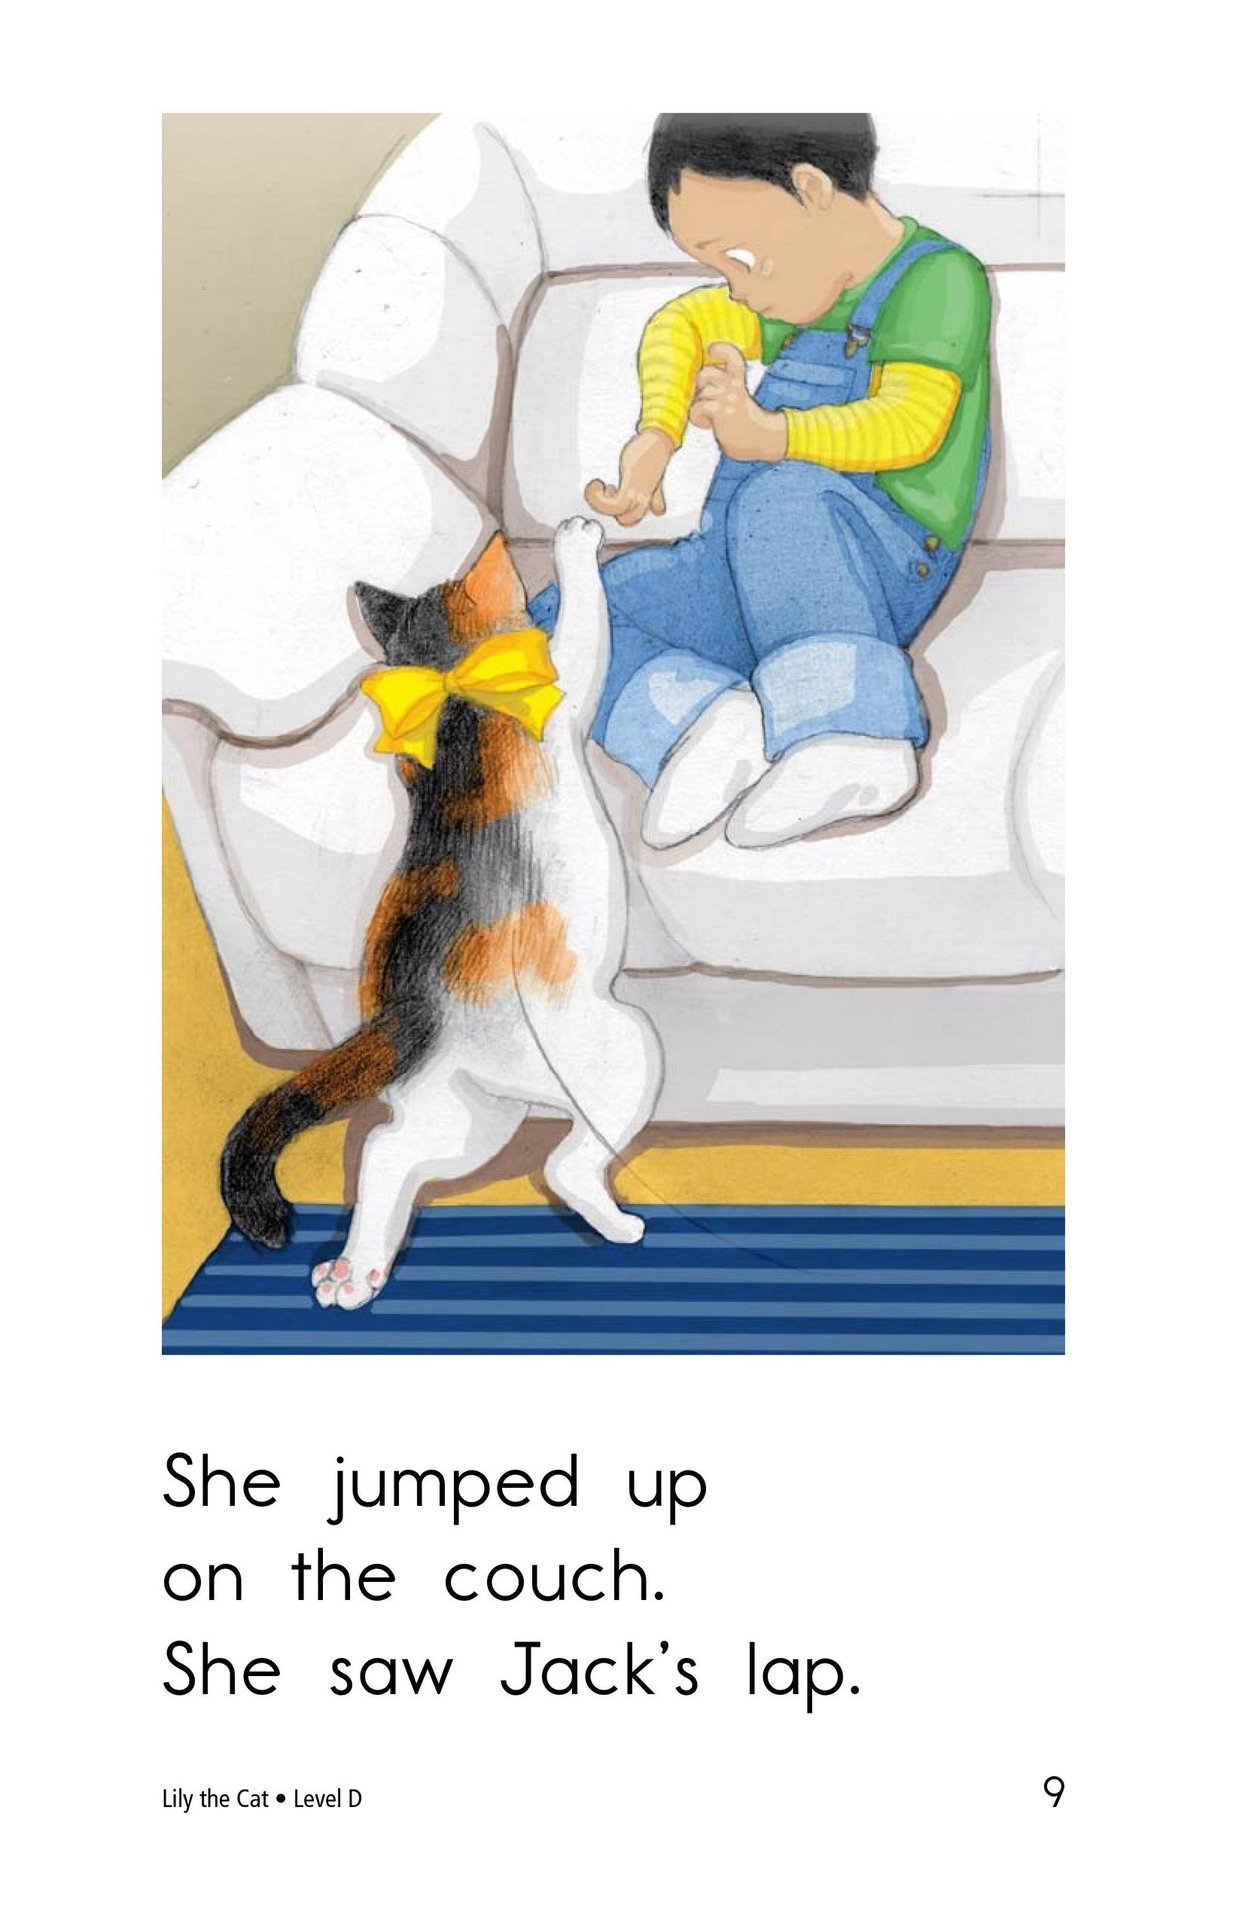 She jumped up
on the couch.
She saw Jack’s lap.
Lily the Cat • Level D
9